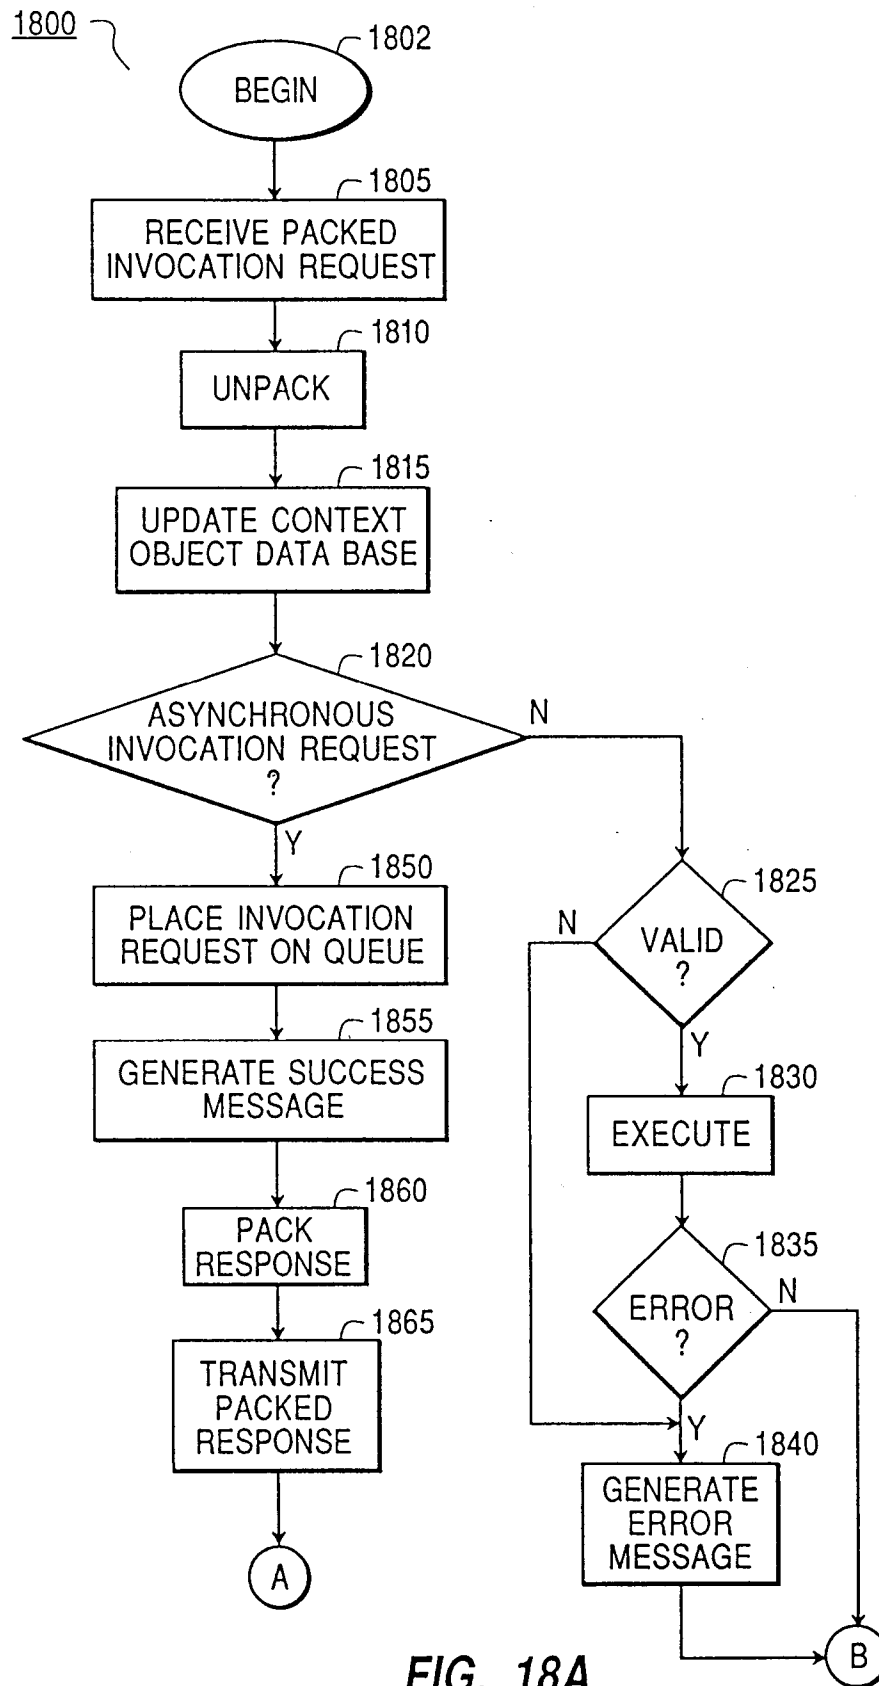 1800
1802
BEGIN
1805
RECEIVE PACKED
INVOCATION REQUEST
1810
UNPACK
1815
UPDATE CONTEXT
OBJECT DATA BASE
1820
ASYNCHRONOUS
INVOCATION REQUEST
?
N
Y
1850
PLACE INVOCATION
REQUEST ON QUEUE
1855
GENERATE SUCCESS
MESSAGE
1860
PACK
RESPONSE
1865
TRANSMIT
PACKED
RESPONSE
A
1825
VALID
?
N
Y
1830
EXECUTE
1835
ERROR
?
N
Y
1840
GENERATE
ERROR
MESSAGE
B
FIG. 18A